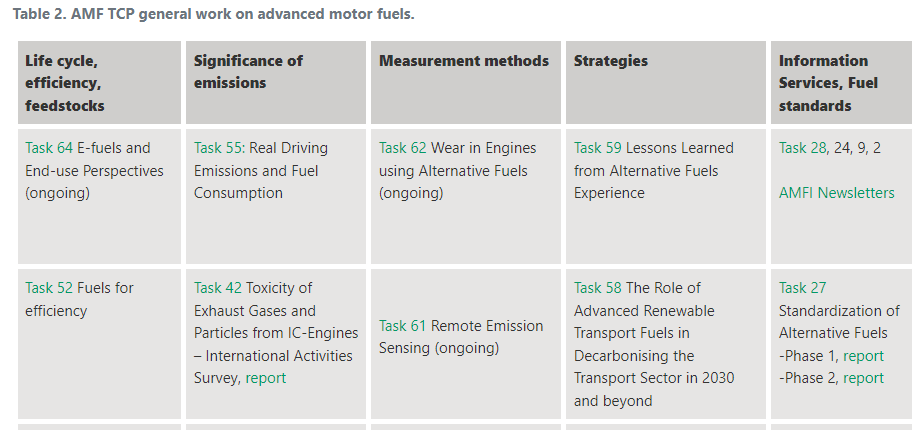 Table 2. AMF TCP general work on advanced motor fuels.
Life cycle,
efficiency,
feedstocks
Significance of
emissions
Measurement methods
Strategies
Information
Services, Fuel
standards
Task 64 E-fuels and
End-use Perspectives
(ongoing)
Task 55: Real Driving
Emissions and Fuel
Consumption
Task 62 Wear in Engines
using Alternative Fuels
(ongoing)
Task 59 Lessons Learned
from Alternative Fuels
Experience
Task 28, 24, 9, 2
AMFI Newsletters
Task 52 Fuels for
efficiency
Task 42 Toxicity of
Exhaust Gases and
Particles from IC-Engines
– International Activities
Survey, report
Task 61 Remote Emission
Sensing (ongoing)
Task 58 The Role of
Advanced Renewable
Transport Fuels in
Decarbonising the
Transport Sector in 2030
and beyond
Task 27
Standardization of
Alternative Fuels
-Phase 1, report
-Phase 2, report